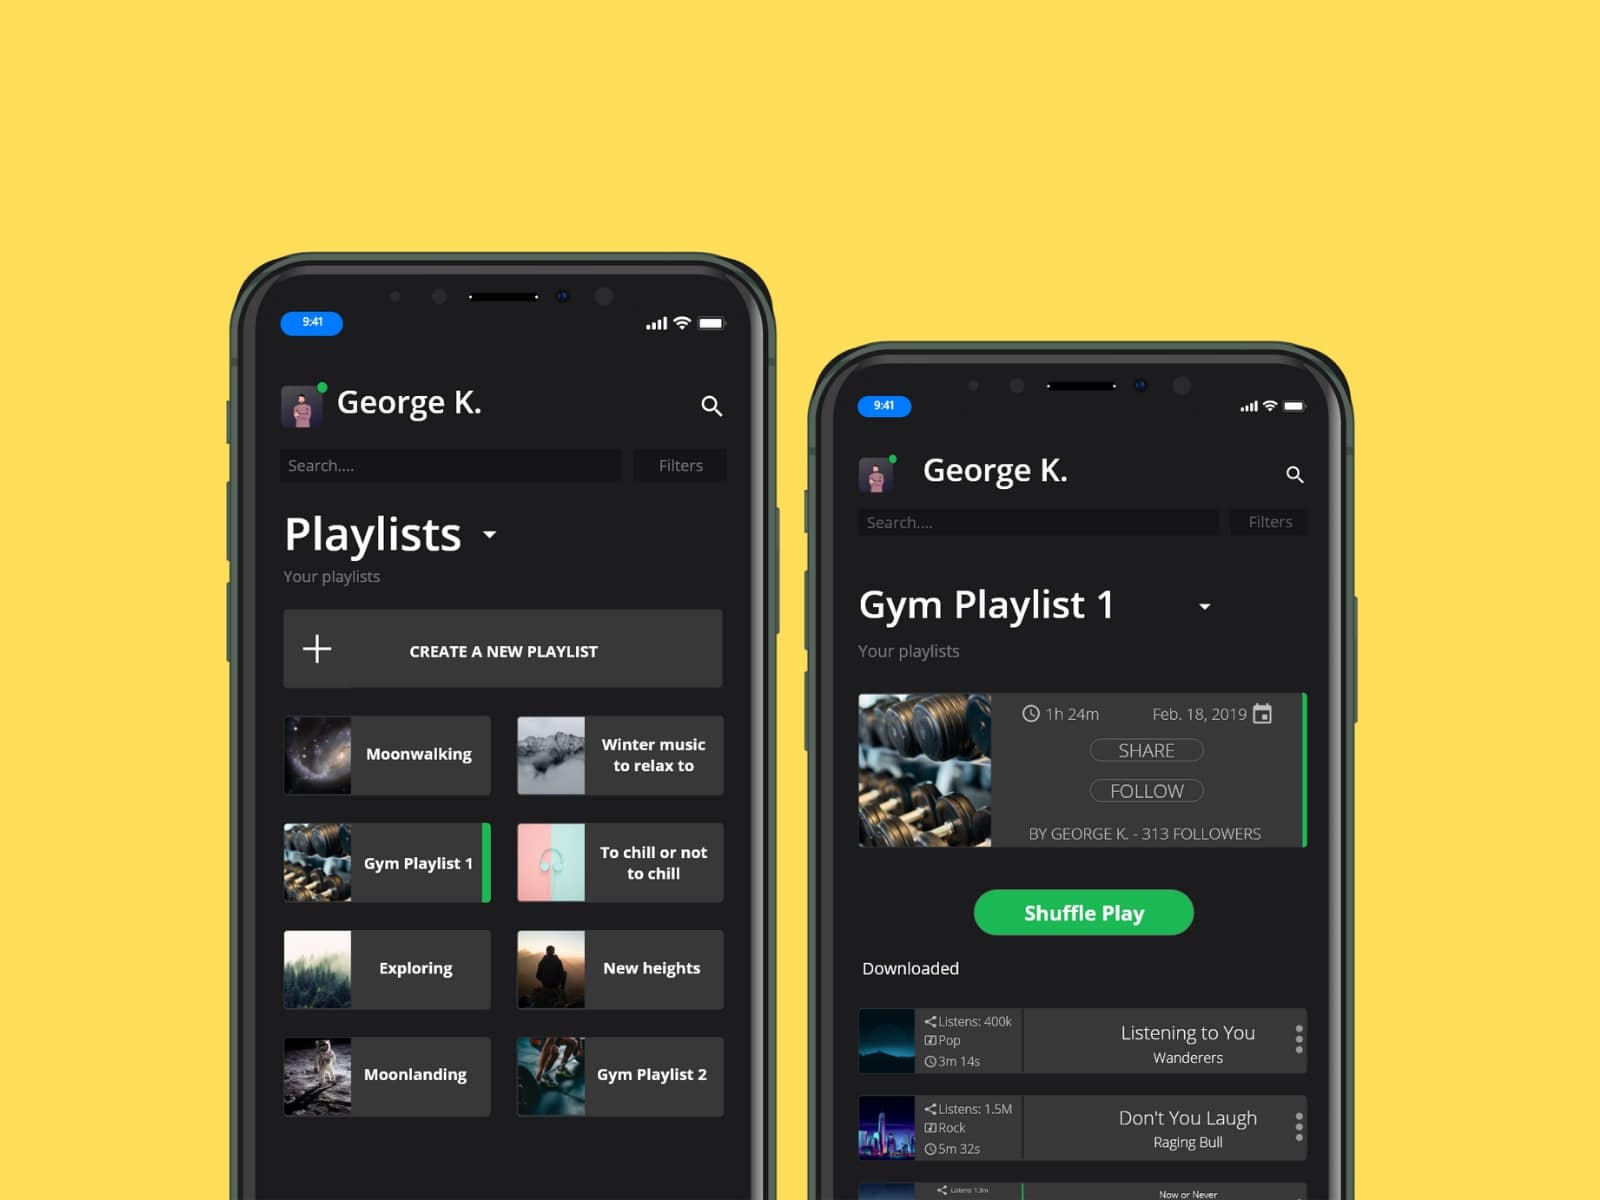 9:41
George K.
Search....
Filters
Playlists
Your playlists
CREATE A NEW PLAYLIST
Moonwalking
Winter music
to relax to
Gym Playlist 1
To chill or not
to chill
Exploring
New heights
Moonlanding
Gym Playlist 2
9:41
George K.
Search....
Filters
Gym Playlist 1
Your playlists
1h 24m
Feb. 18, 2019
SHARE
FOLLOW
BY GEORGE K. - 313 FOLLOWERS
Shuffle Play
Downloaded
Listens: 400k
Pop
3m 14s
Listening to You
Wanderers
Listens: 1.5M
Rock
5m 32s
Don't You Laugh
Raging Bull
Listens: 13m
Now or Never